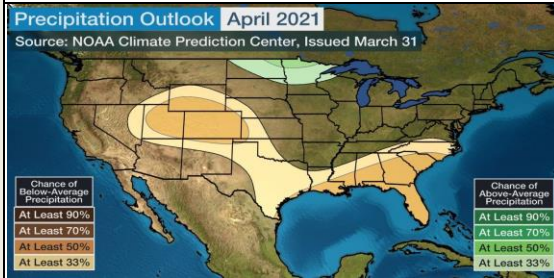 Precipitation Outlook April 2021
Source: NOAA Climate Prediction Center, Issued March 31
Chance of
Below-Average
Precipitation
At Least 90%
At Least 70%
At Least 50%
At Least 33%
Chance of
Above-Average
Precipitation
At Least 90%
At Least 70%
At Least 50%
At Least 33%